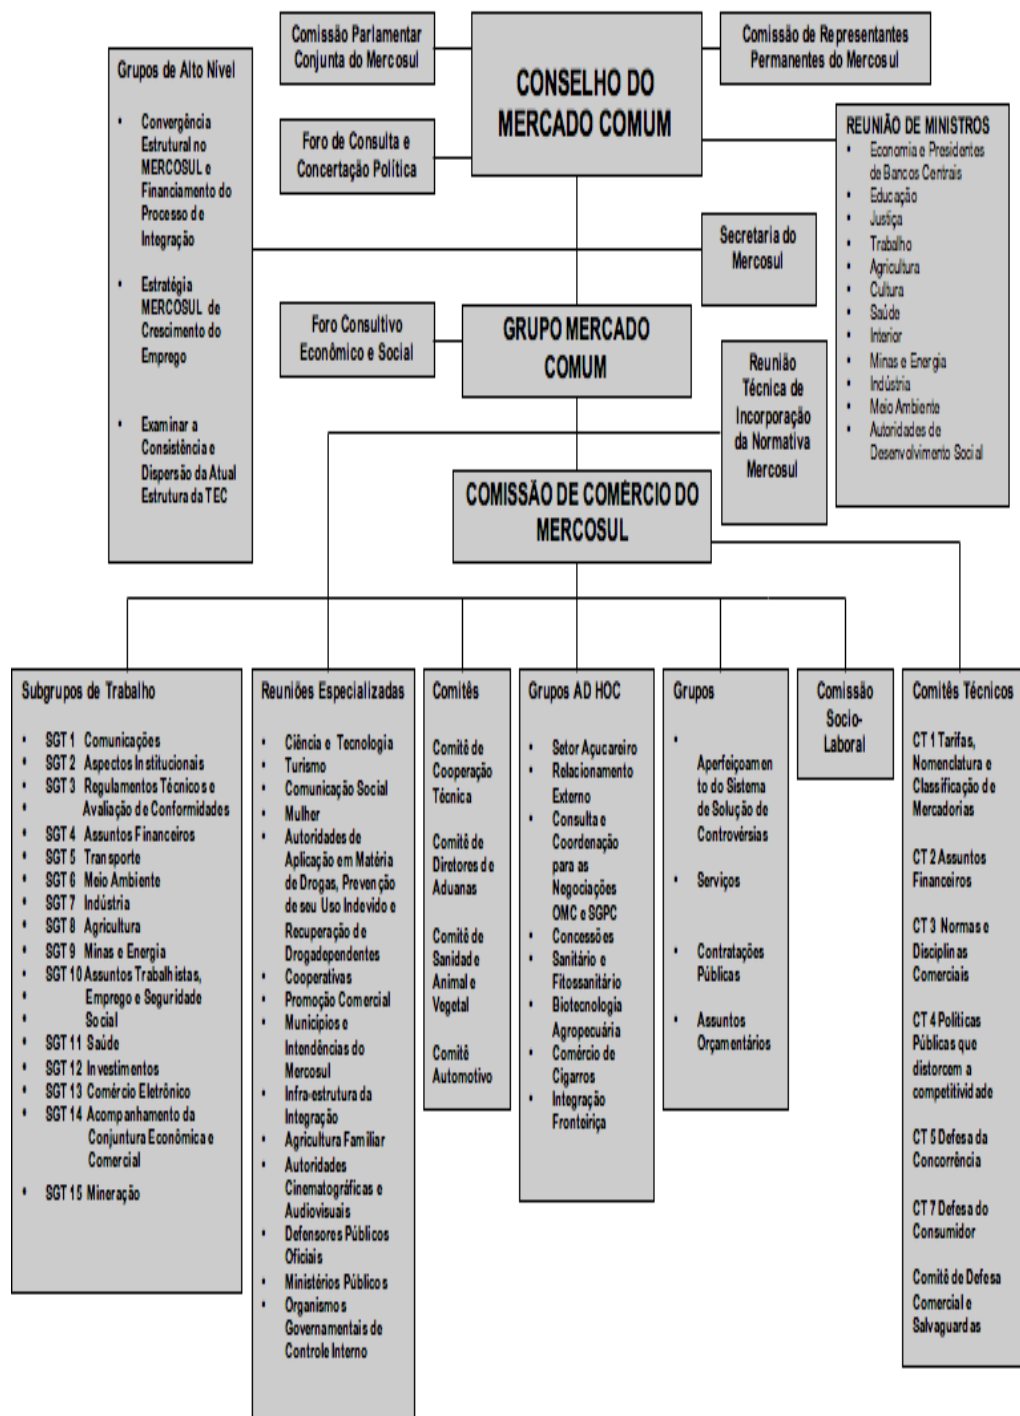 Comissão Parlamentar
Conjunta do Mercosul
CONSELHO DO
MERCADO COMUM
Comissão de Representantes
Permanentes do Mercosul
Grupos de Alto Nível
• Convergência
Estrutural no
MERCOSUL e
Financiamento do
Processo de
Integração
• Estratégia
MERCOSUL de
Crescimento do
Emprego
• Examinar a
Consistência e
Dispersão da Atual
Estrutura da TEC
Foro de Consulta e
Concertação Política
REUNIÃO DE MINISTROS
• Economia e Presidentes
de Bancos Centrais
• Educação
• Justiça
• Trabalho
• Agricultura
• Cultura
• Saúde
• Interior
• Minas e Energia
• Indústria
• Meio Ambiente
• Autoridades de
Desenvolvimento Social
Secretaria do
Mercosul
Foro Consultivo
Econômico e Social
GRUPO MERCADO
COMUM
Reunião
Técnica de
Incorporação
da Normativa
Mercosul
COMISSÃO DE COMÉRCIO DO
MERCOSUL
Subgrupos de Trabalho
• SGT 1 Comunicações
• SGT 2 Aspectos Institucionais
• SGT 3 Regulamentos Técnicos e
• Avaliação de Conformidades
• SGT 4 Assuntos Financeiros
• SGT 5 Transporte
• SGT 6 Meio Ambiente
• SGT 7 Indústria
• SGT 8 Agricultura
• SGT 9 Minas e Energia
• SGT 10 Assuntos Trabalhistas,
• Emprego e Seguridade
• Social
• SGT 11 Saúde
• SGT 12 Investimentos
• SGT 13 Comércio Eletrônico
• SGT 14 Acompanhamento da
Conjuntura Econômica e
Comercial
• SGT 15 Mineração
Reuniões Especializadas
• Ciência e Tecnologia
• Turismo
• Comunicação Social
• Mulher
• Autoridades de
Aplicação em Matéria
de Drogas, Prevenção
de seu Uso Indevido e
Recuperação de
Drogadependentes
• Cooperativas
• Promoção Comercial
• Municípios e
Intendências do
Mercosul
• Infra-estrutura da
Integração
• Agricultura Familiar
• Autoridades
Cinematográficas e
Audiovisuais
• Defensores Públicos
Oficiais
• Ministérios Públicos
• Organismos
Governamentais de
Controle Interno
Comitês
Comitê de
Cooperação
Técnica
Comitê de
Diretores de
Aduanas
Comitê de
Sanidade
Animal e
Vegetal
Comitê
Automotivo
Grupos AD HOC
• Setor Açucareiro
• Relacionamento
Externo
• Consulta e
Coordenação
para as
Negociações
OMC e SGPC
• Concessões
• Sanitário e
Fitossanitário
• Biotecnologia
Agropecuária
• Comércio de
Cigarros
• Integração
Fronteiriça
Grupos
•
Aperfeiçoamen
to do Sistema
de Solução de
Controvérsias
• Serviços
• Contratações
Públicas
• Assuntos
Orçamentários
Comissão
Socio-
Laboral
Comitês Técnicos
CT 1 Tarifas,
Nomenclatura e
Classificação de
Mercadorias
CT 2 Assuntos
Financeiros
CT 3 Normas e
Disciplinas
Comerciais
CT 4 Políticas
Públicas que
distorcem a
competitividade
CT 5 Defesa da
Concorrência
CT 7 Defesa do
Consumidor
Comitê de Defesa
Comercial e
Salvaguardas